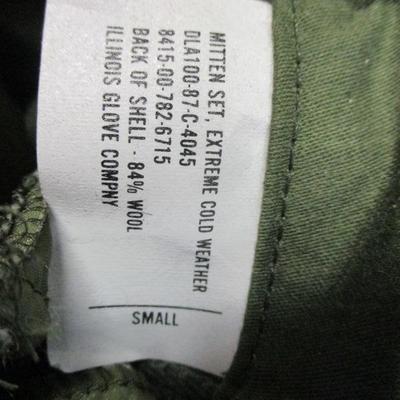 MITTEN SET, EXTREME COLD WEATHER
DLA100-87-C-4045
8415-00-782-6715
BACK OF SHELL - 84% WOOL
ILLINOIS GLOVE COMPNY
SMALL